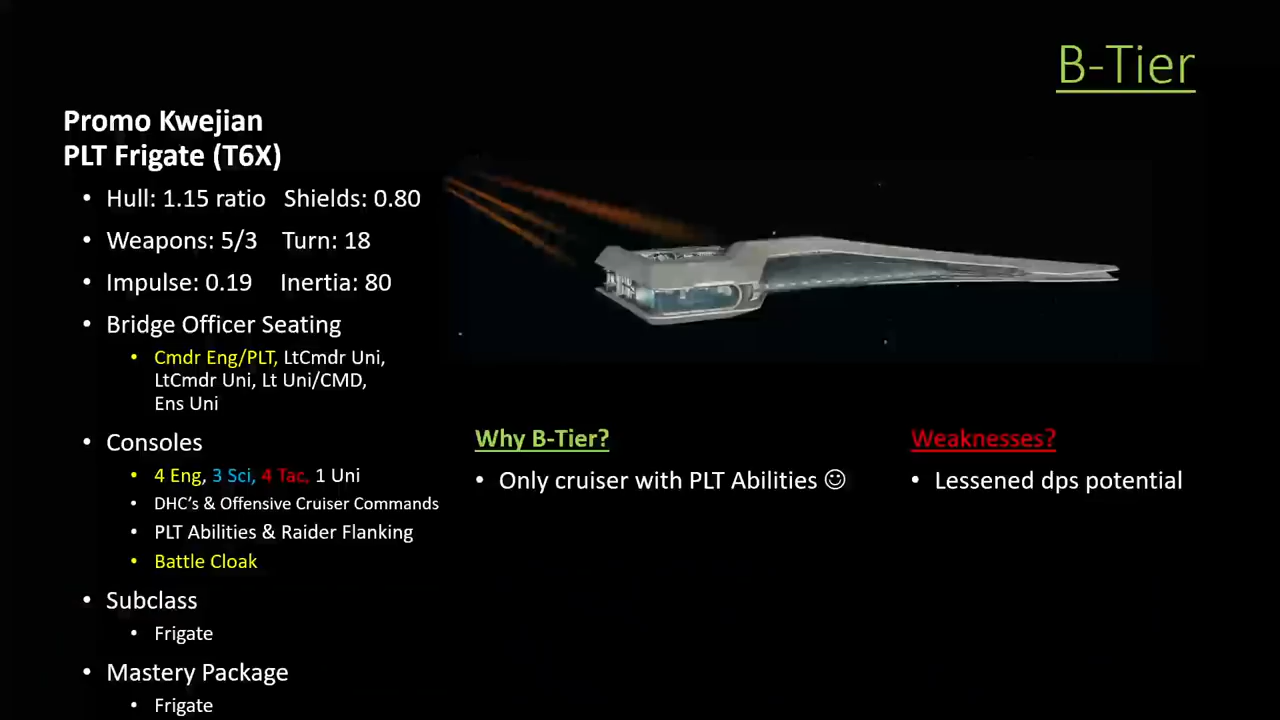 B-Tier
Promo Kwejian
PLT Frigate (T6X)
• Hull: 1.15 ratio Shields: 0.80
• Weapons: 5/3 Turn: 18
• Impulse: 0.19 Inertia: 80
• Bridge Officer Seating
• Cmdr Eng/PLT, LtCmdr Uni,
LtCmdr Uni, Lt Uni/CMD,
Ens Uni
• Consoles
• 4 Eng, 3 Sci, 4 Tac, 1 Uni
• DHC's & Offensive Cruiser Commands
• PLT Abilities & Raider Flanking
• Battle Cloak
• Subclass
• Frigate
• Mastery Package
• Frigate
Why B-Tier?
• Only cruiser with PLT Abilities ☺
Weaknesses?
• Lessened dps potential